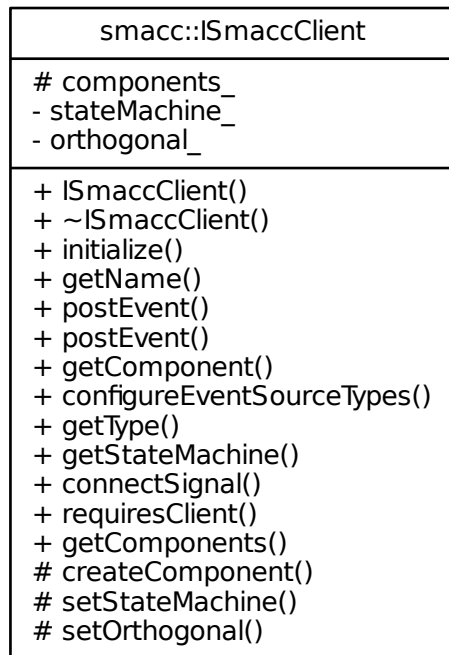 smacc::ISmaccClient
# components_
- stateMachine_
- orthogonal_
+ ISmaccClient()
+ ~ISmaccClient()
+ initialize()
+ getName()
+ postEvent()
+ postEvent()
+ getComponent()
+ configureEventSourceTypes()
+ getType()
+ getStateMachine()
+ connectSignal()
+ requiresClient()
+ getComponents()
# createComponent()
# setStateMachine()
# setOrthogonal()